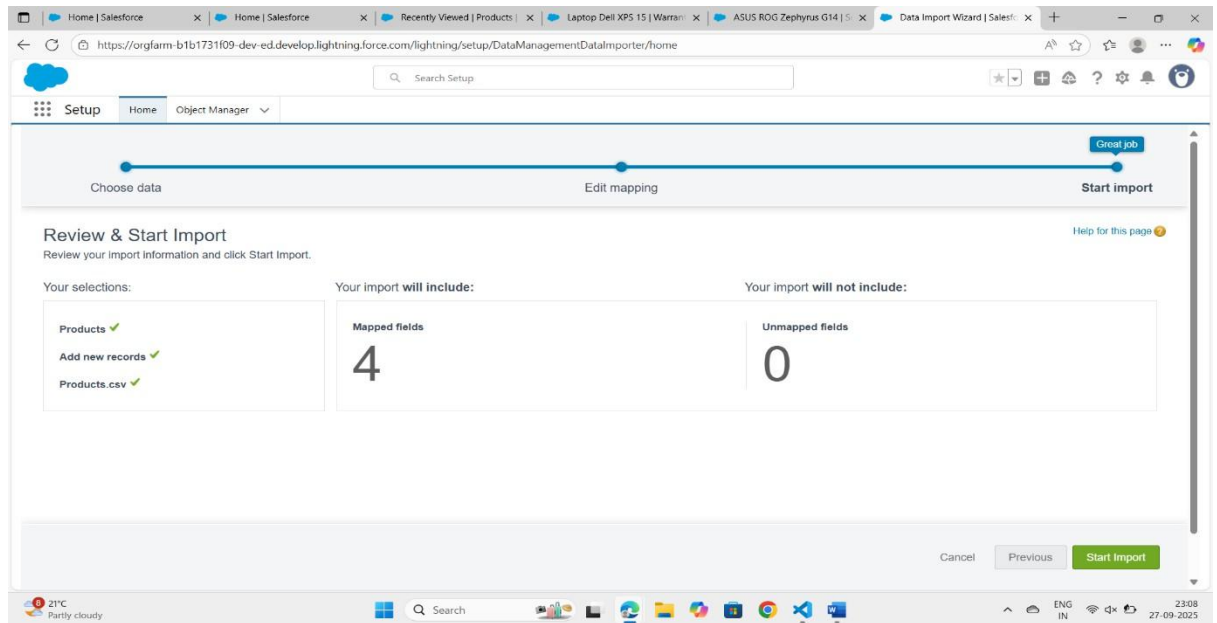 Home | Salesforce
Home | Salesforce
Recently Viewed | Products |
Laptop Dell XPS 15 | Warran
ASUS ROG Zephyrus G14 | S
Data Import Wizard | Salesfo
https://orgfarm-b1b1731f09-dev-ed.develop.lightning.force.com/lightning/setup/DataManagementDataImporter/home
Search Setup
Setup Home Object Manager
Great job
Choose data Edit mapping Start import
Review & Start Import Help for this page
Review your import information and click Start Import.
Your selections: Your import will include: Your import will not include:
Products Mapped fields Unmapped fields
Add new records 4 0
Products.csv
Cancel Previous Start Import
8 21°C Search ENG 23:08
Partly cloudy IN 27-09-2025